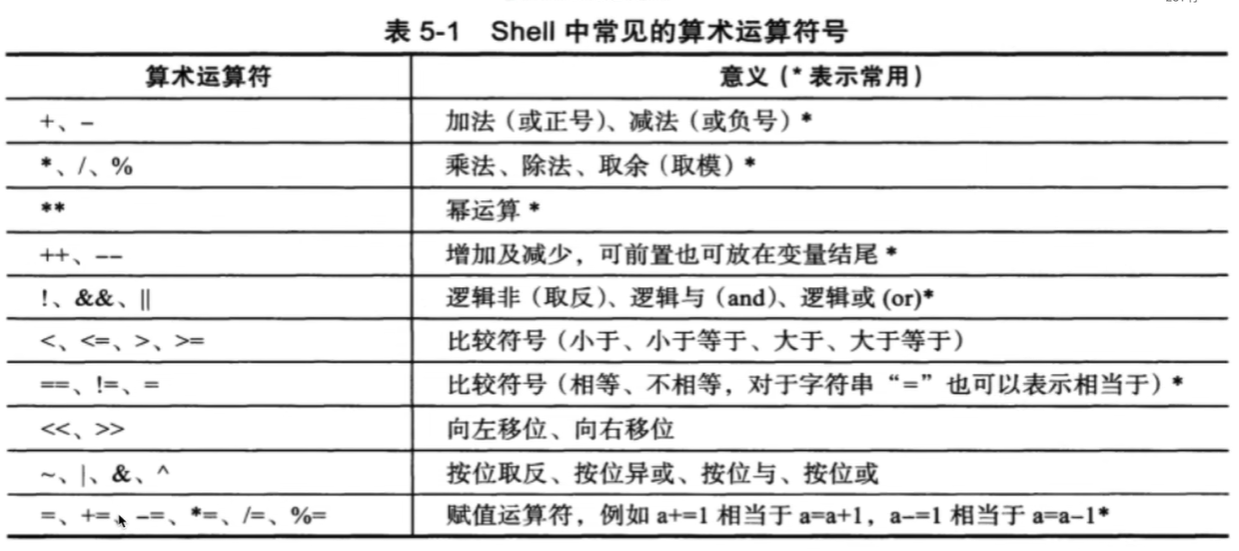 表 5-1 Shell 中常见的算术运算符号
算术运算符 意义（* 表示常用）
+、- 加法（或正号）、减法（或负号）*
*、/、% 乘法、除法、取余（取模）*
** 幂运算 *
++、-- 增加及减少，可前置也可放在变量结尾 *
!、&&、|| 逻辑非（取反）、逻辑与（and）、逻辑或 (or)*
<、<=、>、>= 比较符号（小于、小于等于、大于、大于等于）
==、!=、= 比较符号（相等、不相等，对于字符串“=”也可以表示相当于）*
<<、>> 向左移位、向右移位
~、|、&、^ 按位取反、按位异或、按位与、按位或
=、+=、-=、*=、/=、%= 赋值运算符，例如 a+=1 相当于 a=a+1，a-=1 相当于 a=a-1*